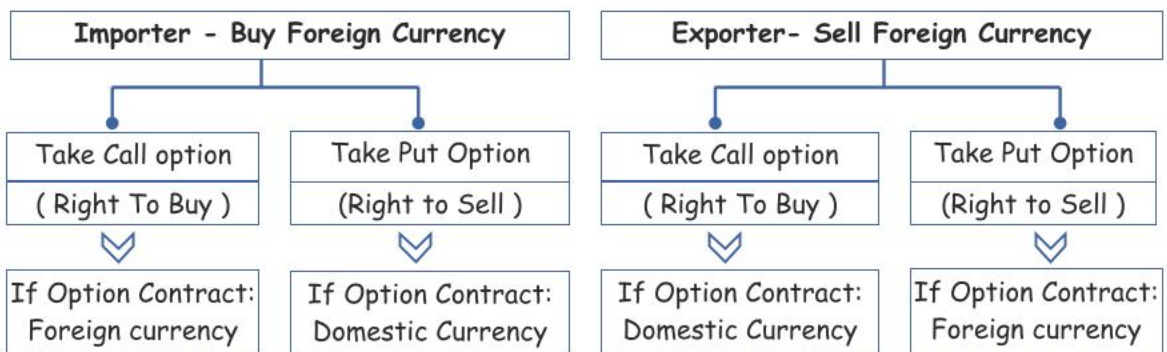 Importer - Buy Foreign Currency
Exporter- Sell Foreign Currency
Take Call option
Take Put Option
Take Call option
Take Put Option
( Right To Buy )
(Right to Sell )
( Right To Buy )
(Right to Sell )
If Option Contract:
Foreign currency
If Option Contract:
Domestic Currency
If Option Contract:
Domestic Currency
If Option Contract:
Foreign currency